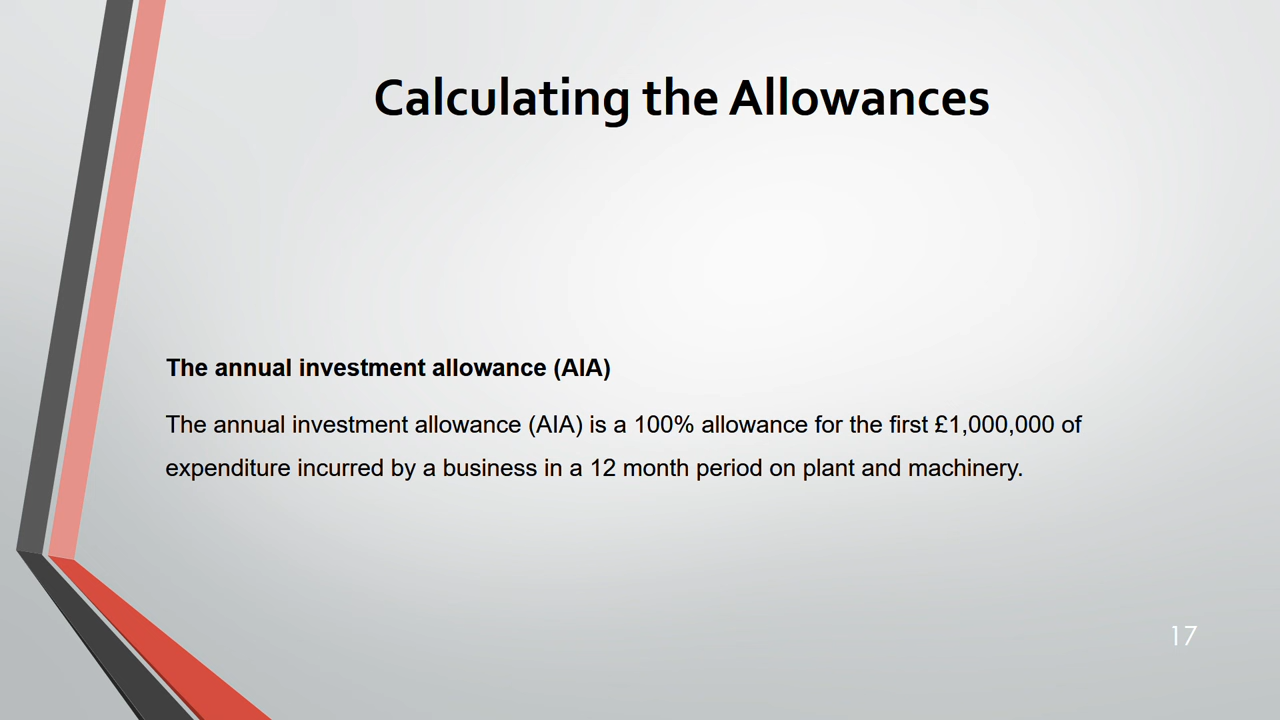 Calculating the Allowances
The annual investment allowance (AIA)
The annual investment allowance (AIA) is a 100% allowance for the first £1,000,000 of
expenditure incurred by a business in a 12 month period on plant and machinery.
17